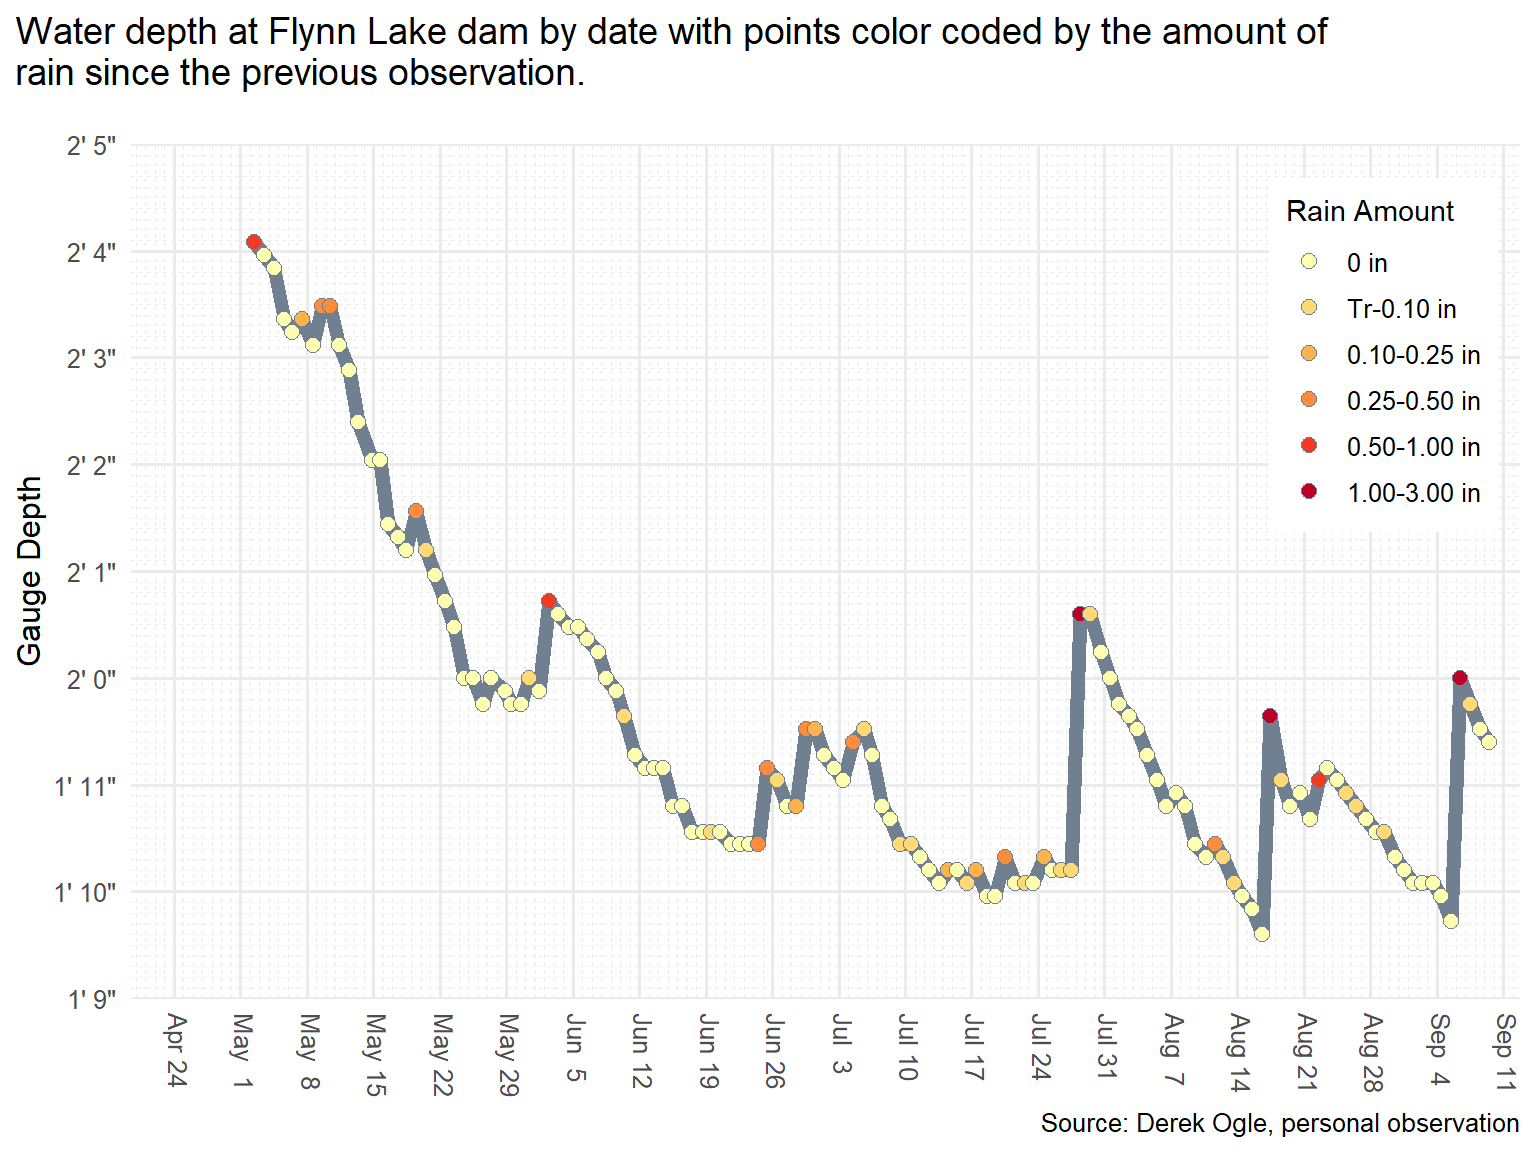 Water depth at Flynn Lake dam by date with points color coded by the amount of
rain since the previous observation.
2' 5"
2' 4"
2' 3"
2' 2"
2' 1"
2' 0"
1' 11"
1' 10"
1' 9"
Gauge Depth
Rain Amount
0 in
Tr-0.10 in
0.10-0.25 in
0.25-0.50 in
0.50-1.00 in
1.00-3.00 in
Apr 24
May 1
May 8
May 15
May 22
May 29
Jun 5
Jun 12
Jun 19
Jun 26
Jul 3
Jul 10
Jul 17
Jul 24
Jul 31
Aug 7
Aug 14
Aug 21
Aug 28
Sep 4
Sep 11
Source: Derek Ogle, personal observation